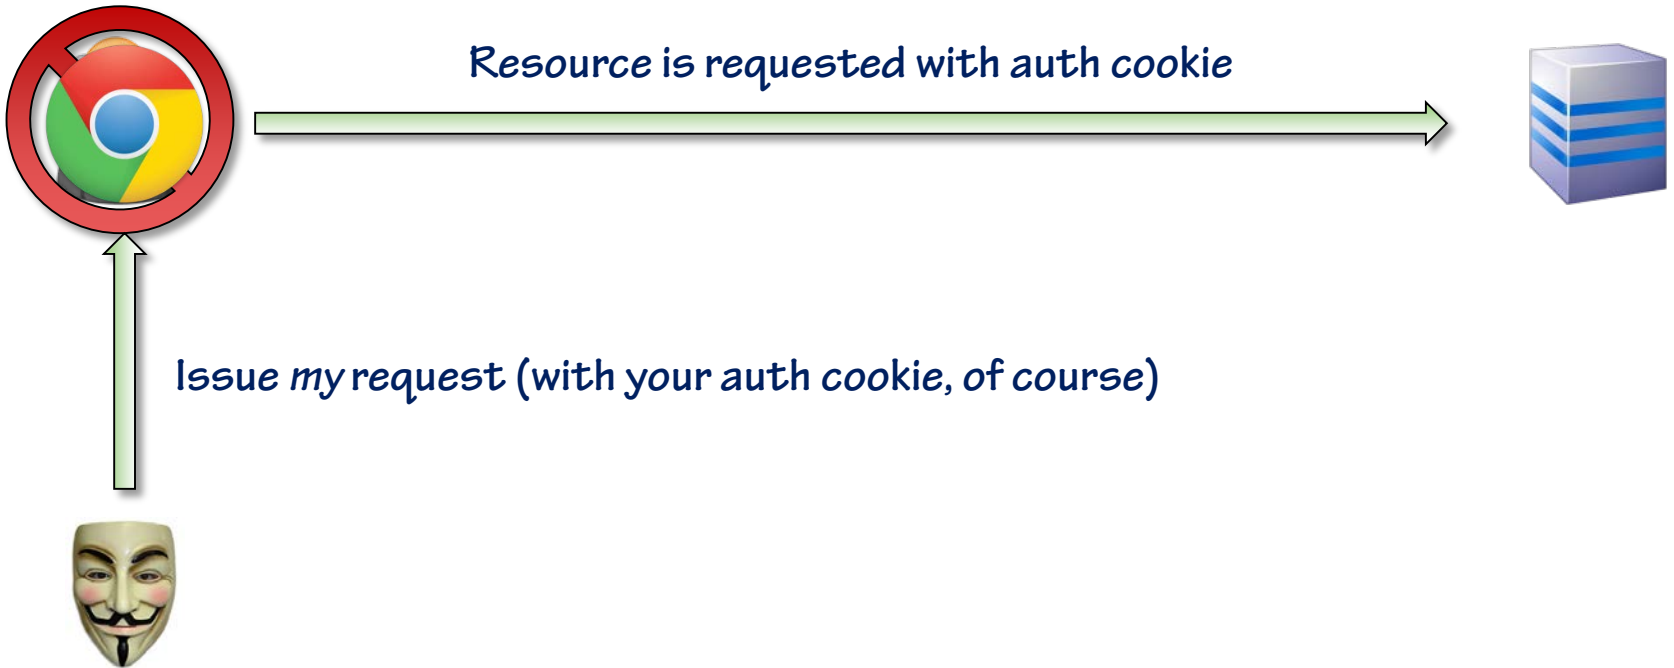 Resource is requested with auth cookie
Issue my request (with your auth cookie, of course)